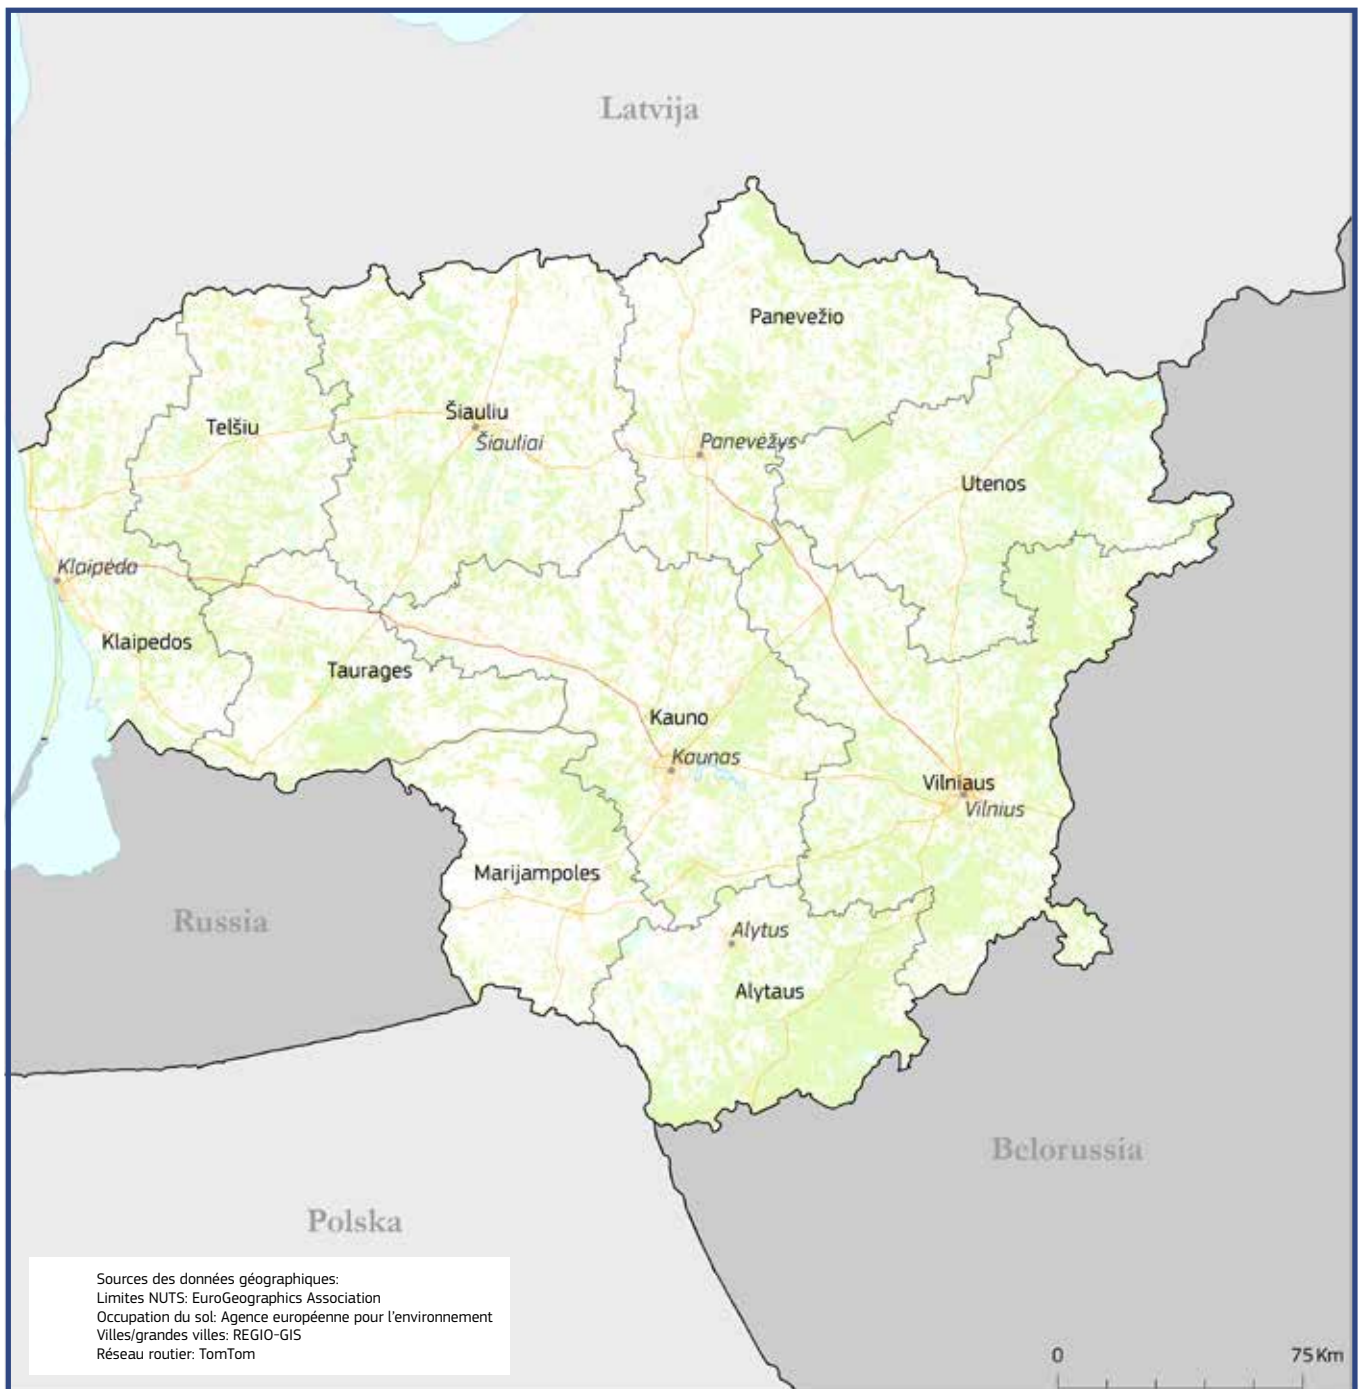 Latvija
Panevežio
Telšiu
Šiauliu
Šiauliai
Panevėžys
Utenos
Klaipėda
Klaipedos
Taurages
Kauno
Kaunas
Vilniaus
Vilnius
Marijampoles
Russia
Alytus
Alytaus
Belorussia
Polska
Sources des données géographiques:
Limites NUTS: EuroGeographics Association
Occupation du sol: Agence européenne pour l'environnement
Villes/grandes villes: REGIO-GIS
Réseau routier: TomTom
0 75 Km